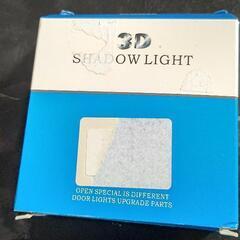 3D
SHADOW LIGHT
OPEN SPECIAL IS DIFFERENT
DOOR LIGHTS UPGRADE PARTS